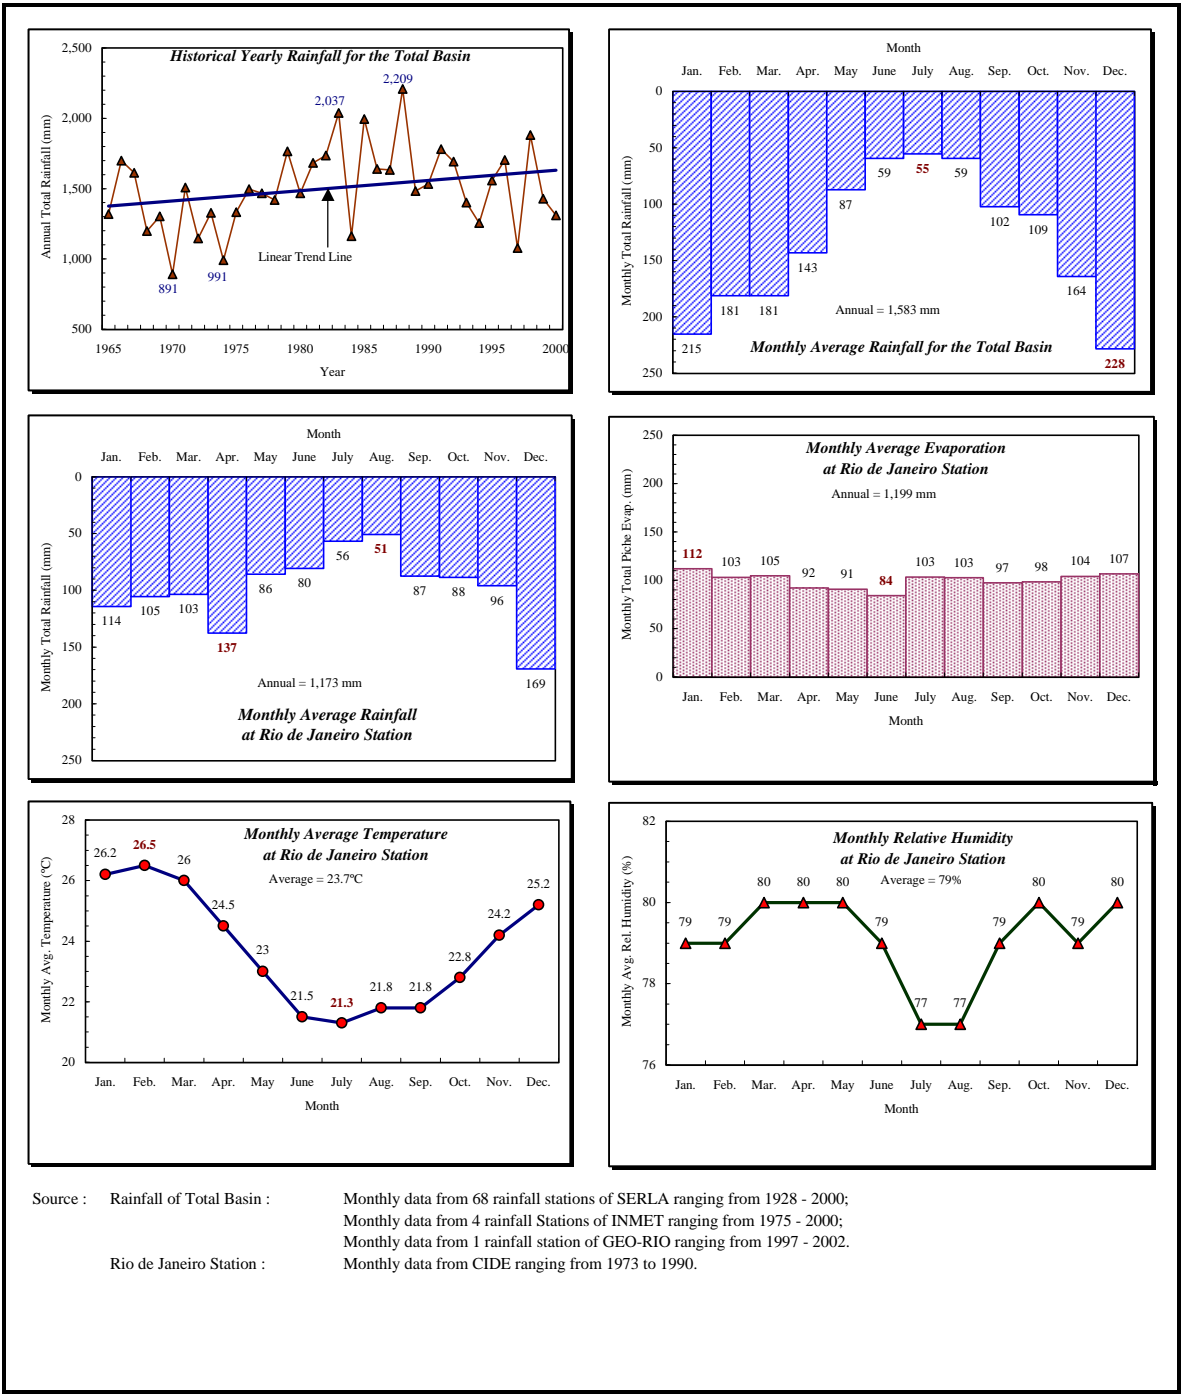 Historical Yearly Rainfall for the Total Basin
2,500
2,000
1,500
1,000
500
Annual Total Rainfall (mm)
2,209
2,037
891
991
Linear Trend Line
1965 1970 1975 1980 1985 1990 1995 2000
Year
Month
Jan. Feb. Mar. Apr. May June July Aug. Sep. Oct. Nov. Dec.
0
50
100
150
200
250
Monthly Total Rainfall (mm)
215 181 181 143 87 59 55 59 102 109 164 228
Annual = 1,583 mm
Monthly Average Rainfall for the Total Basin
Month
Jan. Feb. Mar. Apr. May June July Aug. Sep. Oct. Nov. Dec.
0
50
100
150
200
250
Monthly Total Rainfall (mm)
114 105 103 137 86 80 56 51 87 88 96 169
Annual = 1,173 mm
Monthly Average Rainfall
at Rio de Janeiro Station
Monthly Average Evaporation
at Rio de Janeiro Station
Annual = 1,199 mm
250
200
150
100
50
0
Monthly Total Piche Evap. (mm)
112 103 105 92 91 84 103 103 97 98 104 107
Jan. Feb. Mar. Apr. May June July Aug. Sep. Oct. Nov. Dec.
Month
Monthly Average Temperature
at Rio de Janeiro Station
Average = 23.7ºC
28
26
24
22
20
Monthly Avg. Temperature (ºC)
26.2 26.5 26 24.5 23 21.5 21.3 21.8 21.8 22.8 24.2 25.2
Jan. Feb. Mar. Apr. May June July Aug. Sep. Oct. Nov. Dec.
Month
Monthly Relative Humidity
at Rio de Janeiro Station
Average = 79%
82
80
78
76
Monthly Avg. Rel. Humidity (%)
79 79 80 80 80 79 77 77 79 80 79 80
Jan. Feb. Mar. Apr. May June July Aug. Sep. Oct. Nov. Dec.
Month
Source : Rainfall of Total Basin : Monthly data from 68 rainfall stations of SERLA ranging from 1928 - 2000;
Monthly data from 4 rainfall Stations of INMET ranging from 1975 - 2000;
Monthly data from 1 rainfall station of GEO-RIO ranging from 1997 - 2002.
Rio de Janeiro Station : Monthly data from CIDE ranging from 1973 to 1990.